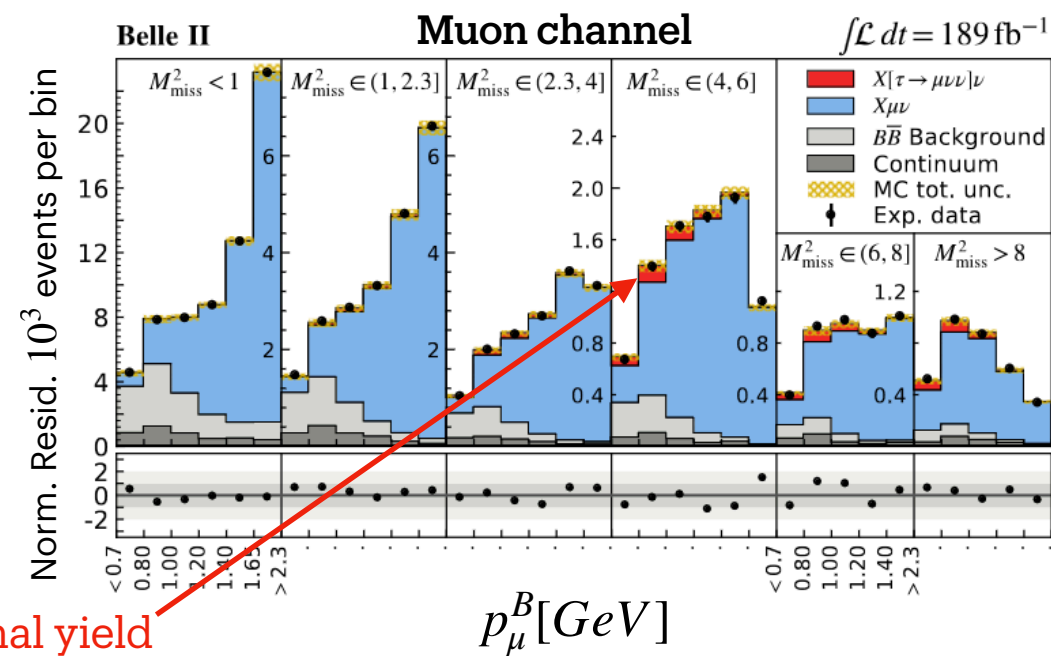 Belle II
Muon channel
∫ℒ dt = 189 fb⁻¹
Norm. Resid. 10³ events per bin
M²miss < 1
M²miss ∈ (1, 2.3]
M²miss ∈ (2.3, 4]
M²miss ∈ (4, 6]
X[τ→μνν]ν
Xμν
BB̅ Background
Continuum
MC tot. unc.
Exp. data
M²miss ∈ (6, 8]
M²miss > 8
20
16
12
8
4
0
6
4
2
6
4
2
2.4
2.0
1.6
0.8
0.4
1.2
0.8
0.4
2
0
-2
< 0.7
0.80
1.00
1.20
1.40
1.65
> 2.3
< 0.7
0.80
1.00
1.20
1.40
> 2.3
p^B_μ[GeV]
nal yield